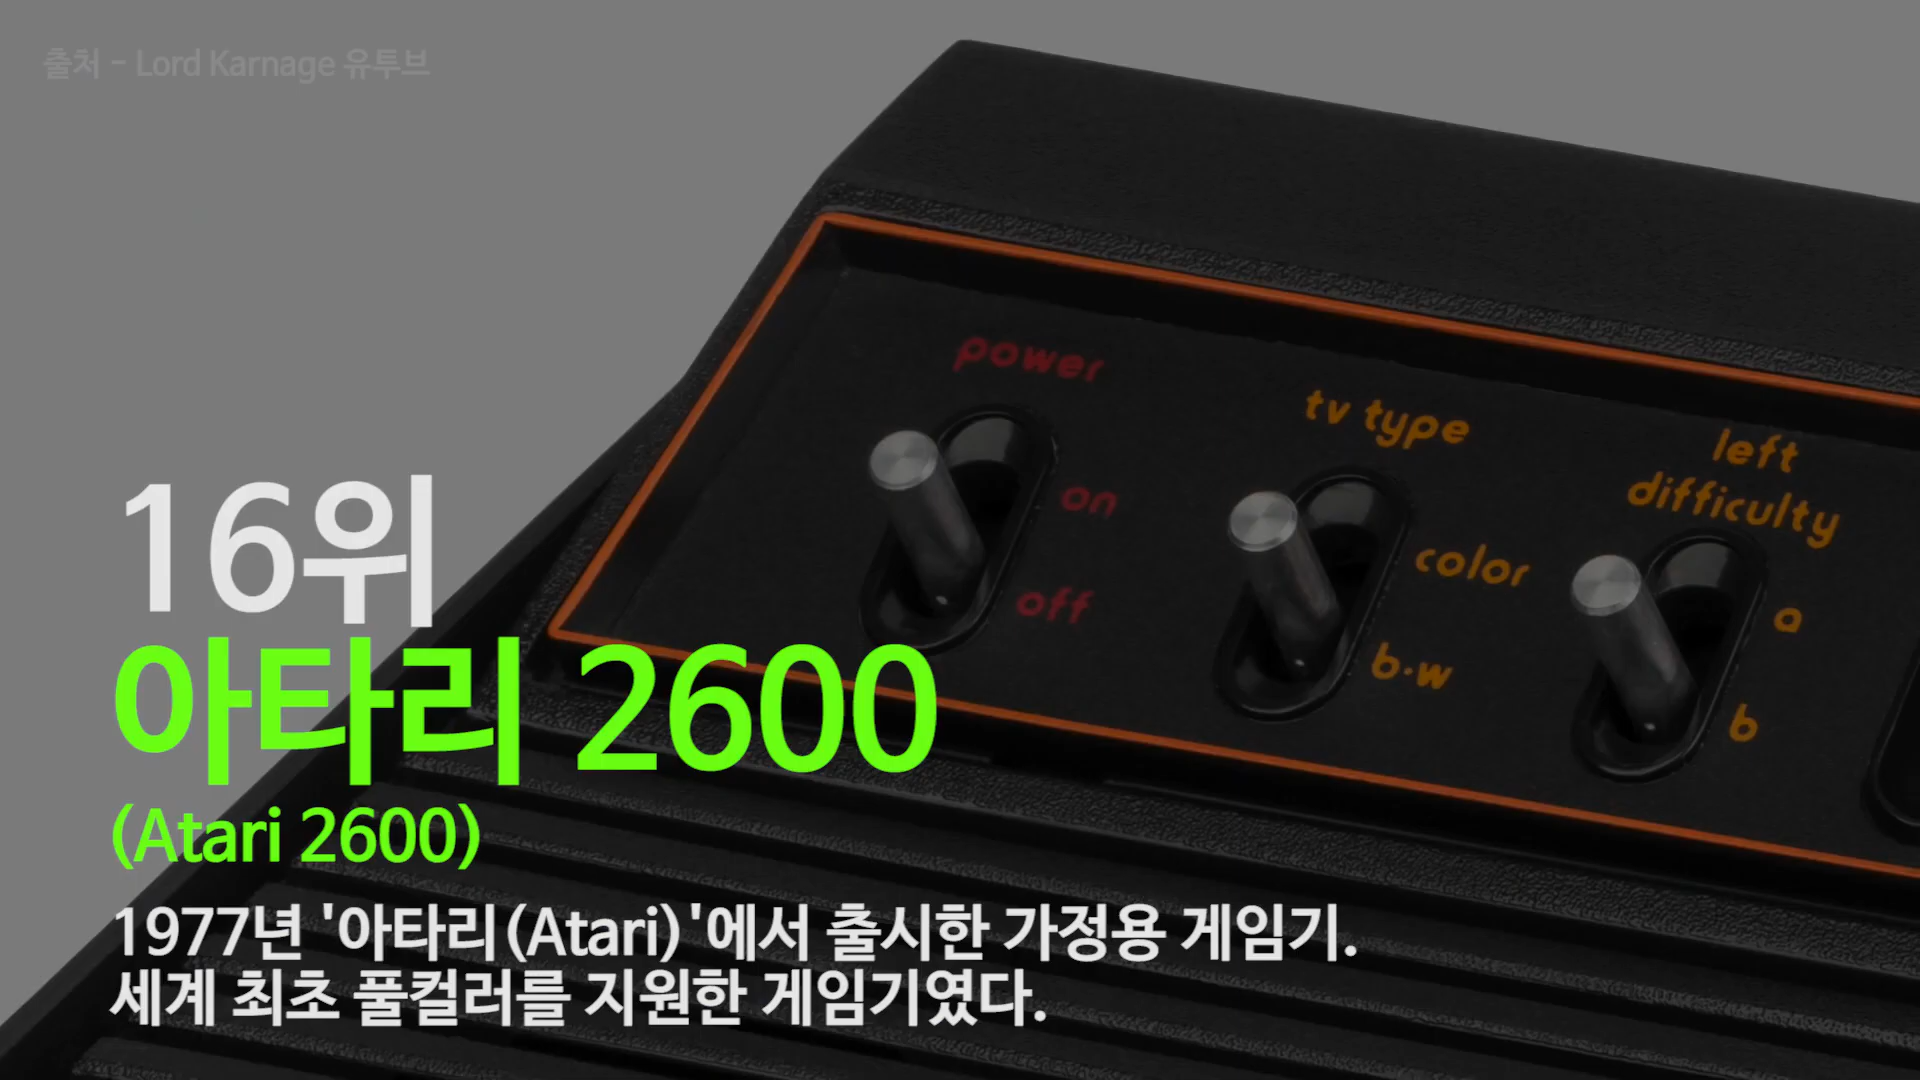 출처 - Lord Karnage 유투브
power
on
off
tv type
color
b·w
left
difficulty
a
b
16위
아타리 2600
(Atari 2600)
1977년 '아타리(Atari)'에서 출시한 가정용 게임기.
세계 최초 풀컬러를 지원한 게임기였다.